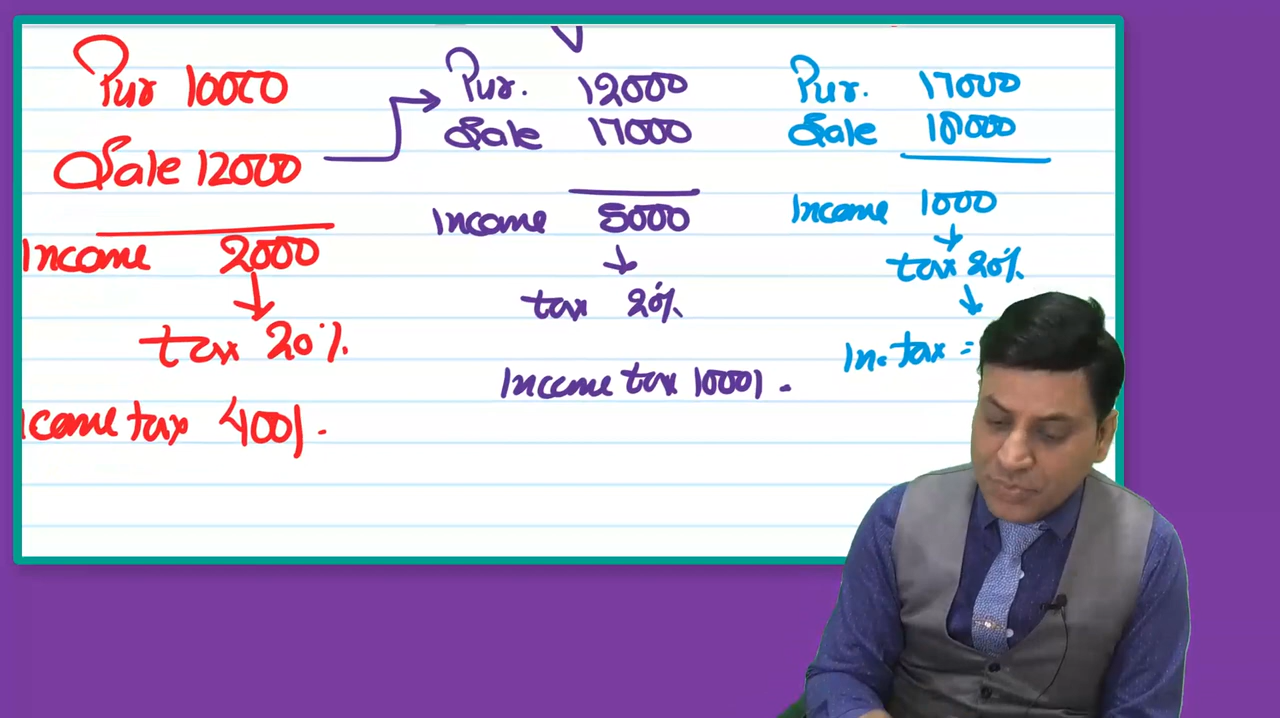 Pur 10000
Sale 12000
Income 2000
tax 20%.
ncome tax 400/-
Pur. 12000
Sale 17000
Income 5000
tax 20%.
Income tax 1000/-
Pur. 17000
Sale 18000
Income 1000
tax 20%.
In. tax =